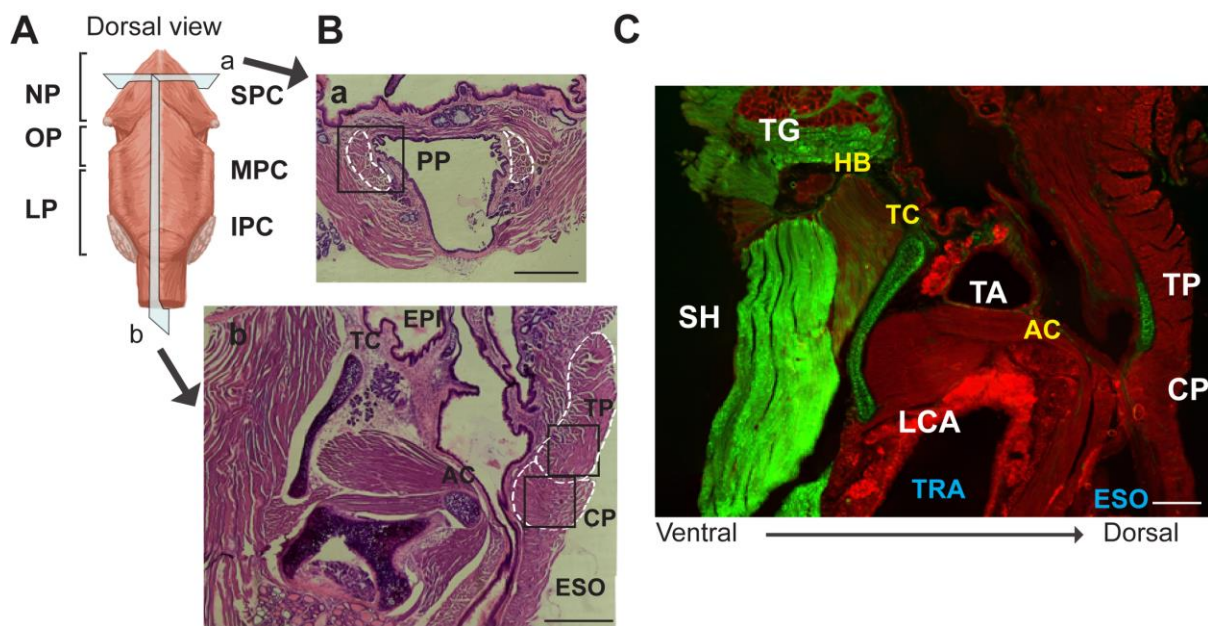 A
Dorsal view
a
NP
OP
LP
SPC
MPC
IPC
b
B
a
PP
b
EPI
TC
TP
AC
CP
ESO
C
TG
HB
TC
SH
TA
TP
AC
CP
LCA
TRA
ESO
Ventral
Dorsal